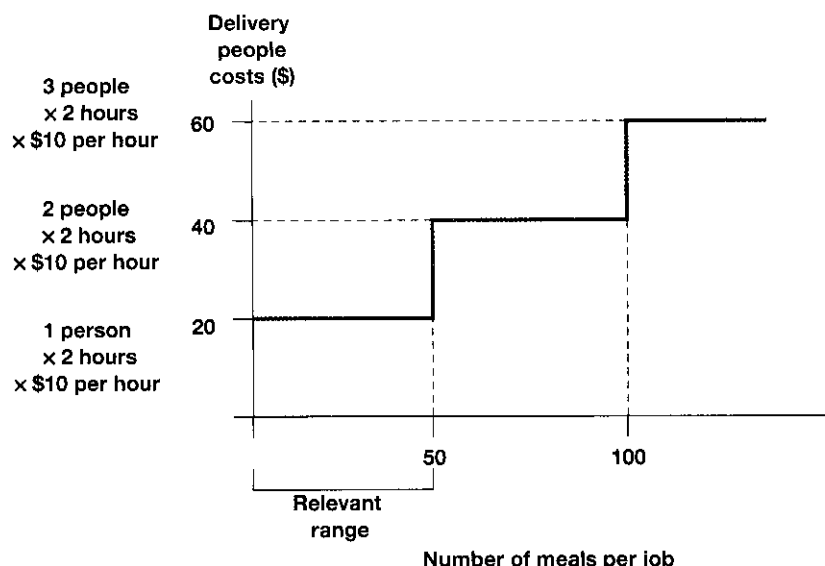 Delivery
people
costs ($)
3 people
× 2 hours
× $10 per hour
60
2 people
× 2 hours
× $10 per hour
40
1 person
× 2 hours
× $10 per hour
20
50
100
Relevant
range
Number of meals per job